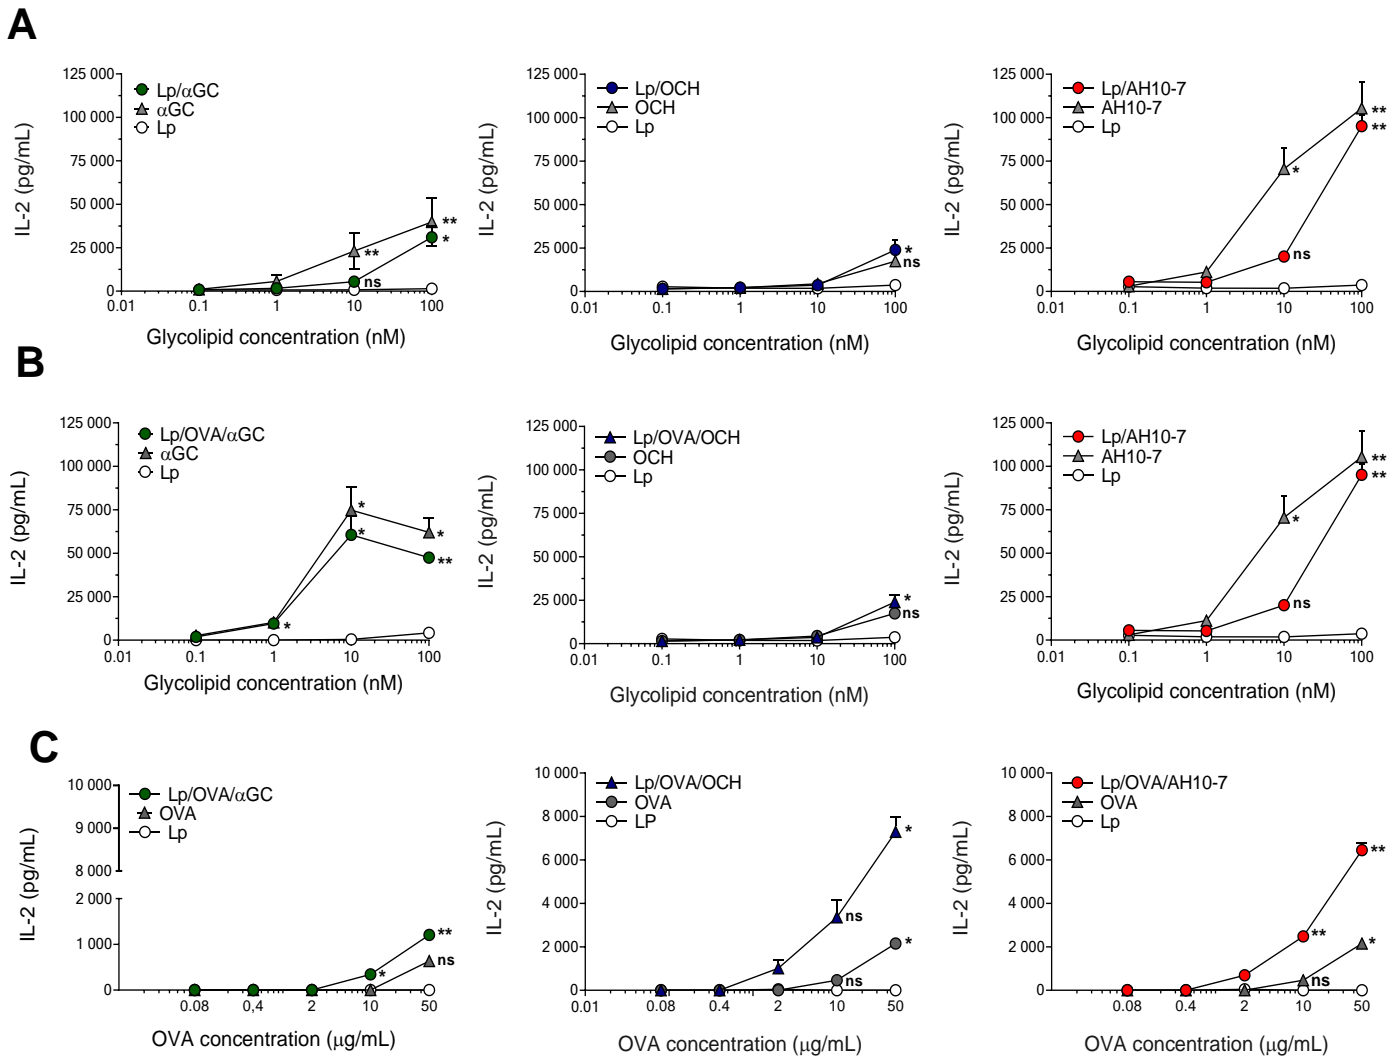 A
125 000
100 000
75 000
50 000
25 000
0
IL-2 (pg/mL)
Lp/αGC
αGC
Lp
**
*
**
ns
0.01
0.1
1
10
100
Glycolipid concentration (nM)
125 000
100 000
75 000
50 000
25 000
0
IL-2 (pg/mL)
Lp/OCH
OCH
Lp
*
ns
0.01
0.1
1
10
100
Glycolipid concentration (nM)
125 000
100 000
75 000
50 000
25 000
0
IL-2 (pg/mL)
Lp/AH10-7
AH10-7
Lp
**
**
*
ns
0.01
0.1
1
10
100
Glycolipid concentration (nM)
B
125 000
100 000
75 000
50 000
25 000
0
IL-2 (pg/mL)
Lp/OVA/αGC
αGC
Lp
*
*
*
**
*
0.01
0.1
1
10
100
Glycolipid concentration (nM)
125 000
100 000
75 000
50 000
25 000
0
IL-2 (pg/mL)
Lp/OVA/OCH
OCH
Lp
*
ns
0.01
0.1
1
10
100
Glycolipid concentration (nM)
125 000
100 000
75 000
50 000
25 000
0
IL-2 (pg/mL)
Lp/AH10-7
AH10-7
Lp
**
**
*
ns
0.01
0.1
1
10
100
Glycolipid concentration (nM)
C
10 000
9 000
8 000
2 000
1 000
0
IL-2 (pg/mL)
Lp/OVA/αGC
OVA
Lp
**
ns
*
0.08
0,4
2
10
50
OVA concentration (μg/mL)
10 000
8 000
6 000
4 000
2 000
0
IL-2 (pg/mL)
Lp/OVA/OCH
OVA
LP
*
ns
*
ns
0.01
0.08
0.4
2
10
50
OVA concentration (μg/mL)
10 000
8 000
6 000
4 000
2 000
0
IL-2 (pg/mL)
Lp/OVA/AH10-7
OVA
Lp
**
**
*
ns
0.08
0.4
2
10
50
OVA concentration (μg/mL)